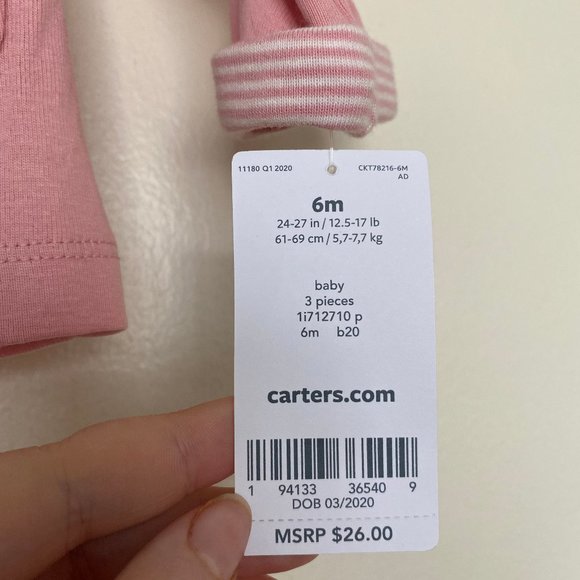 11180 Q1 2020 CKT78216-6M
AD
6m
24-27 in / 12.5-17 lb
61-69 cm / 5,7-7,7 kg
baby
3 pieces
1i712710 p
6m b20
carters.com
1 94133 36540 9
DOB 03/2020
MSRP $26.00